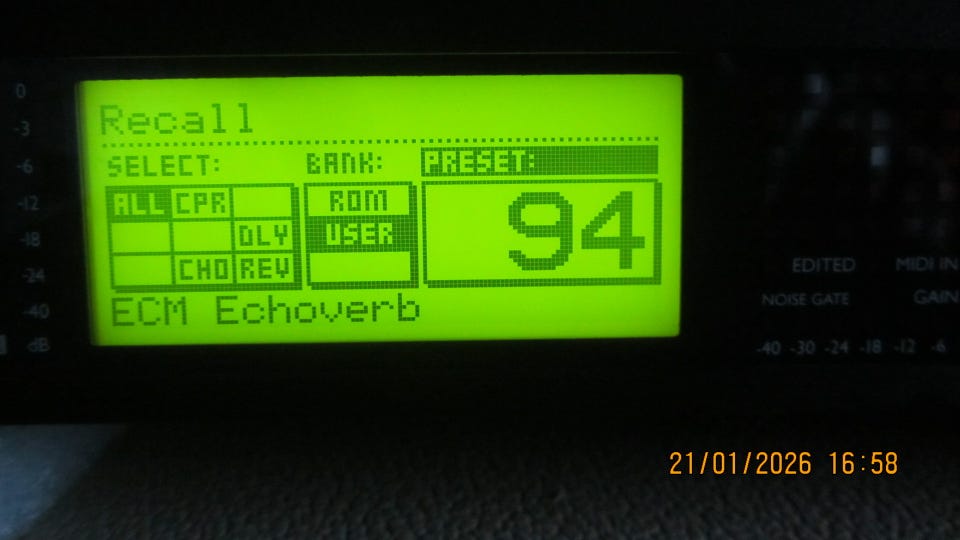 Recall
SELECT: BANK: PRESET:
ALL CPR ROM 94
DLY USER
CHO REV
ECM Echoverb
0
-3
-6
-12
-18
-24
-40
dB
EDITED MIDI IN
NOISE GATE GAIN
-40 -30 -24 -18 -12 -6
21/01/2026 16:58